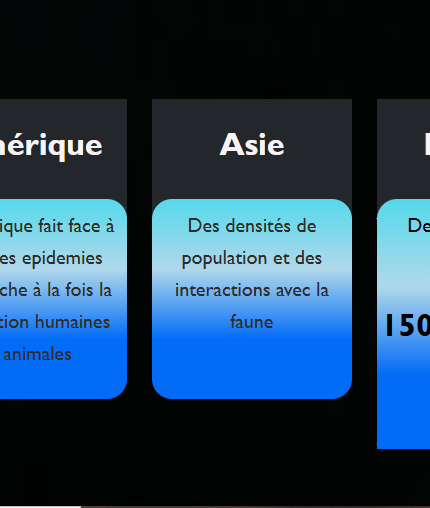 nérique
ique fait face à
es epidemies
che à la fois la
tion humaines
animales
Asie
Des densités de
population et des
interactions avec la
faune
De
150